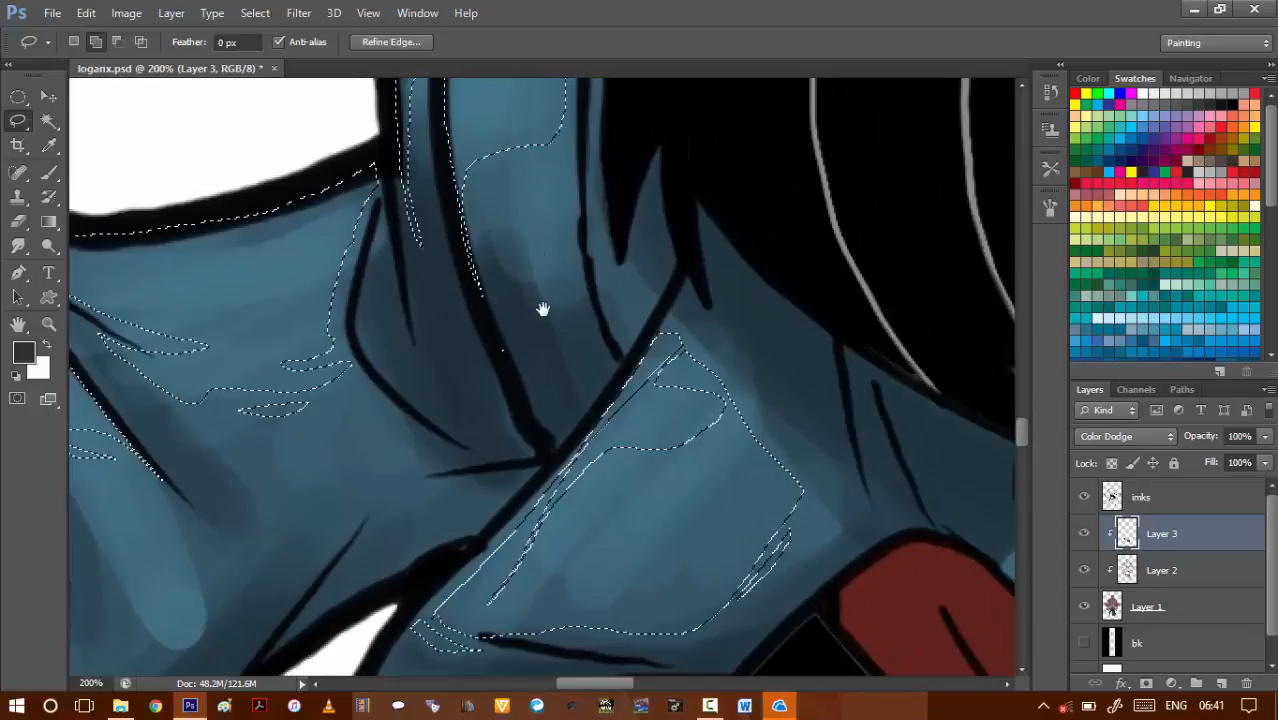 Ps File Edit Image Layer Type Select Filter 3D View Window Help
Feather: 0 px Anti-alias Refine Edge... Painting
loganx.psd @ 200% (Layer 3, RGB/8) * ×
Color Swatches Navigator
Layers Channels Paths
Kind
Color Dodge Opacity: 100%
Lock: Fill: 100%
imks
Layer 3
Layer 2
Layer 1
bk
200% Doc: 48.2M/121.6M
fx
Ps ENG 06:41